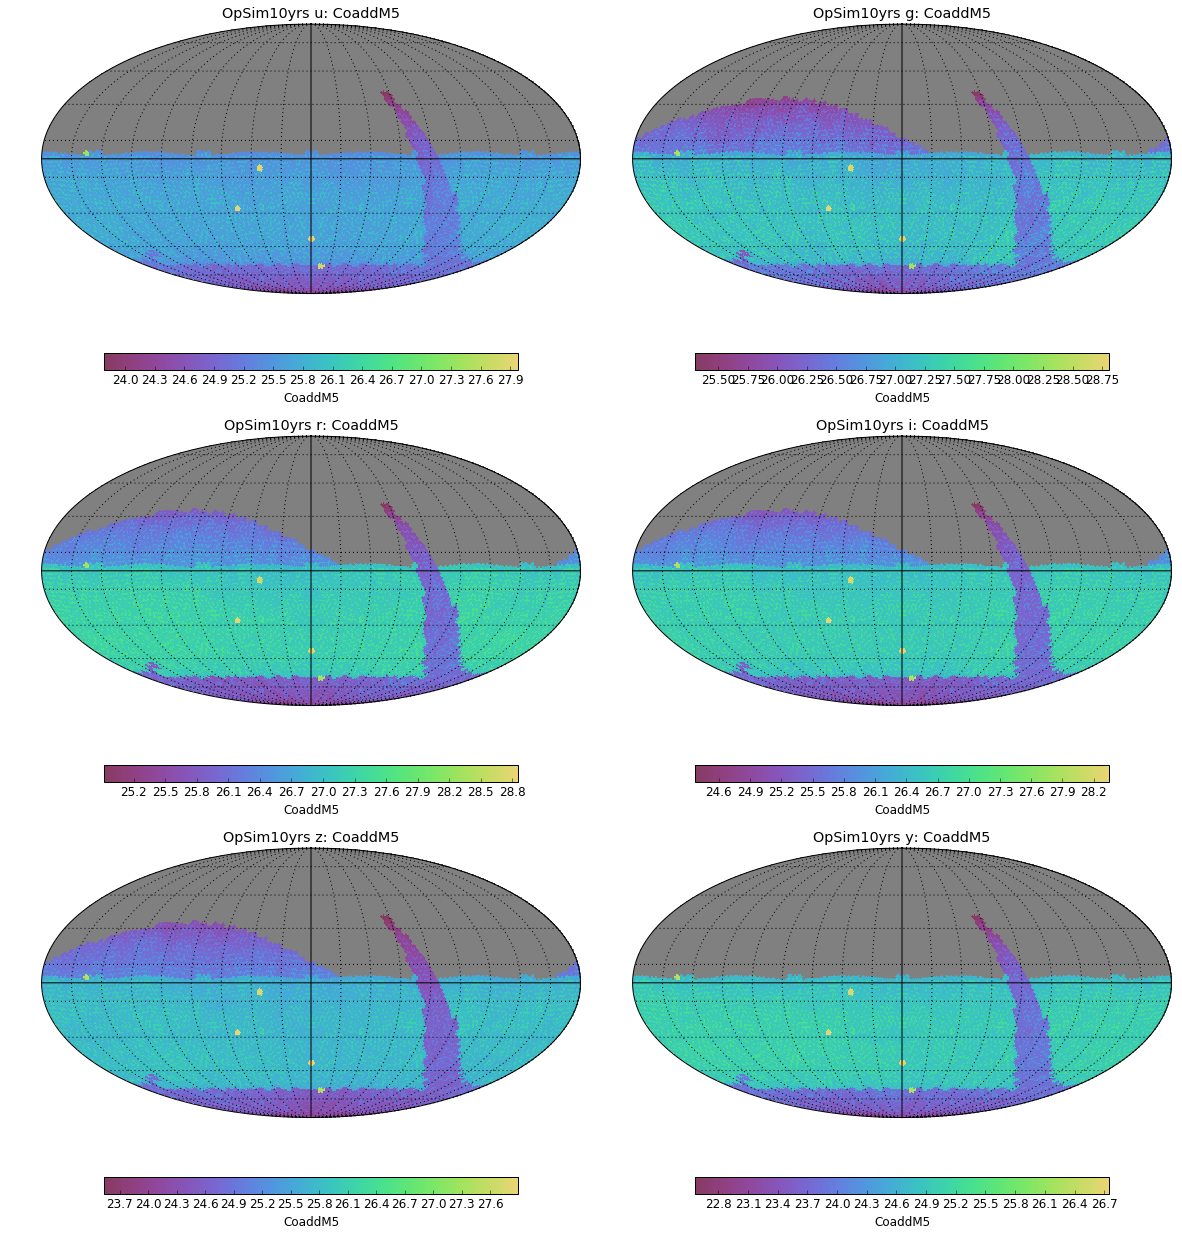 OpSim10yrs u: CoaddM5
OpSim10yrs g: CoaddM5
24.0 24.3 24.6 24.9 25.2 25.5 25.8 26.1 26.4 26.7 27.0 27.3 27.6 27.9
CoaddM5
25.50 25.75 26.00 26.25 26.50 26.75 27.00 27.25 27.50 27.75 28.00 28.25 28.50 28.75
CoaddM5
OpSim10yrs r: CoaddM5
OpSim10yrs i: CoaddM5
25.2 25.5 25.8 26.1 26.4 26.7 27.0 27.3 27.6 27.9 28.2 28.5 28.8
CoaddM5
24.6 24.9 25.2 25.5 25.8 26.1 26.4 26.7 27.0 27.3 27.6 27.9 28.2
CoaddM5
OpSim10yrs z: CoaddM5
OpSim10yrs y: CoaddM5
23.7 24.0 24.3 24.6 24.9 25.2 25.5 25.8 26.1 26.4 26.7 27.0 27.3 27.6
CoaddM5
22.8 23.1 23.4 23.7 24.0 24.3 24.6 24.9 25.2 25.5 25.8 26.1 26.4 26.7
CoaddM5